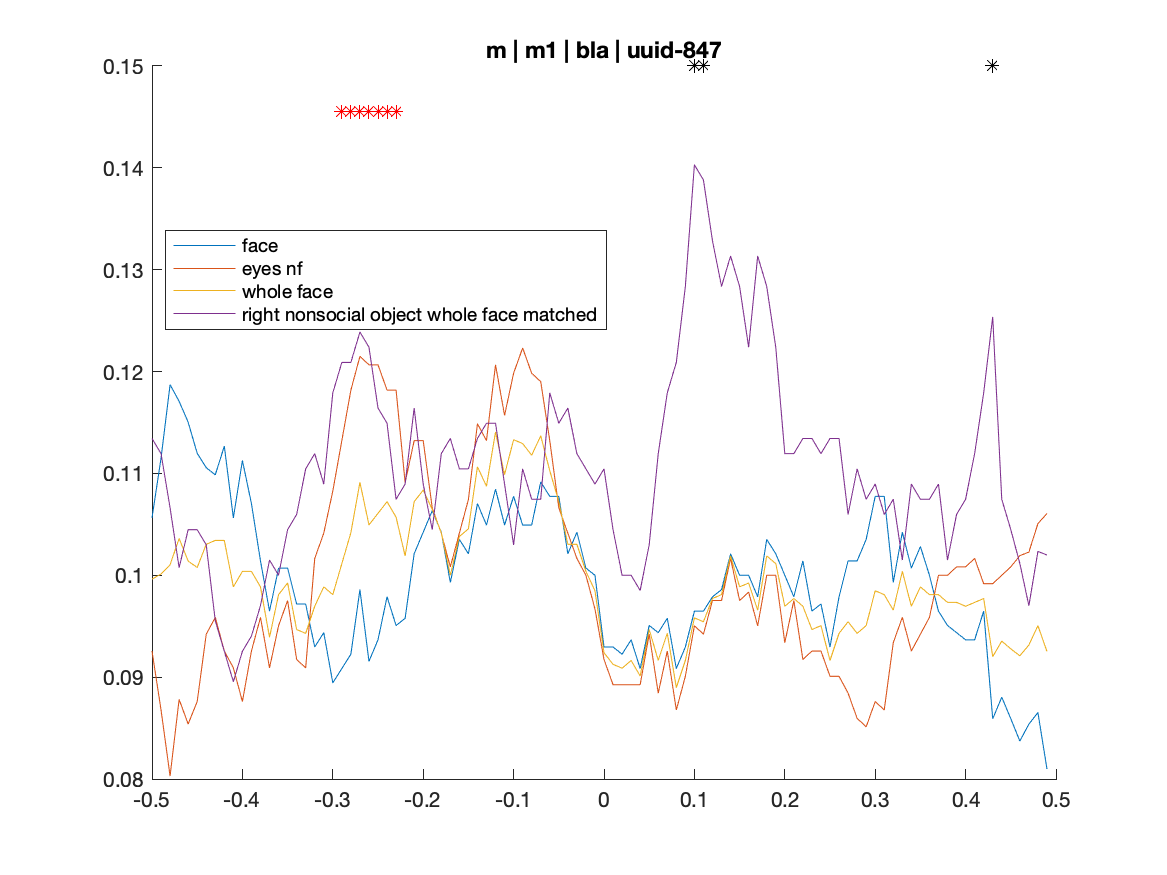 m | m1 | bla | uuid-847
0.15
0.14
0.13
0.12
0.11
0.1
0.09
0.08
face
eyes nf
whole face
right nonsocial object whole face matched
-0.5 -0.4 -0.3 -0.2 -0.1 0 0.1 0.2 0.3 0.4 0.5